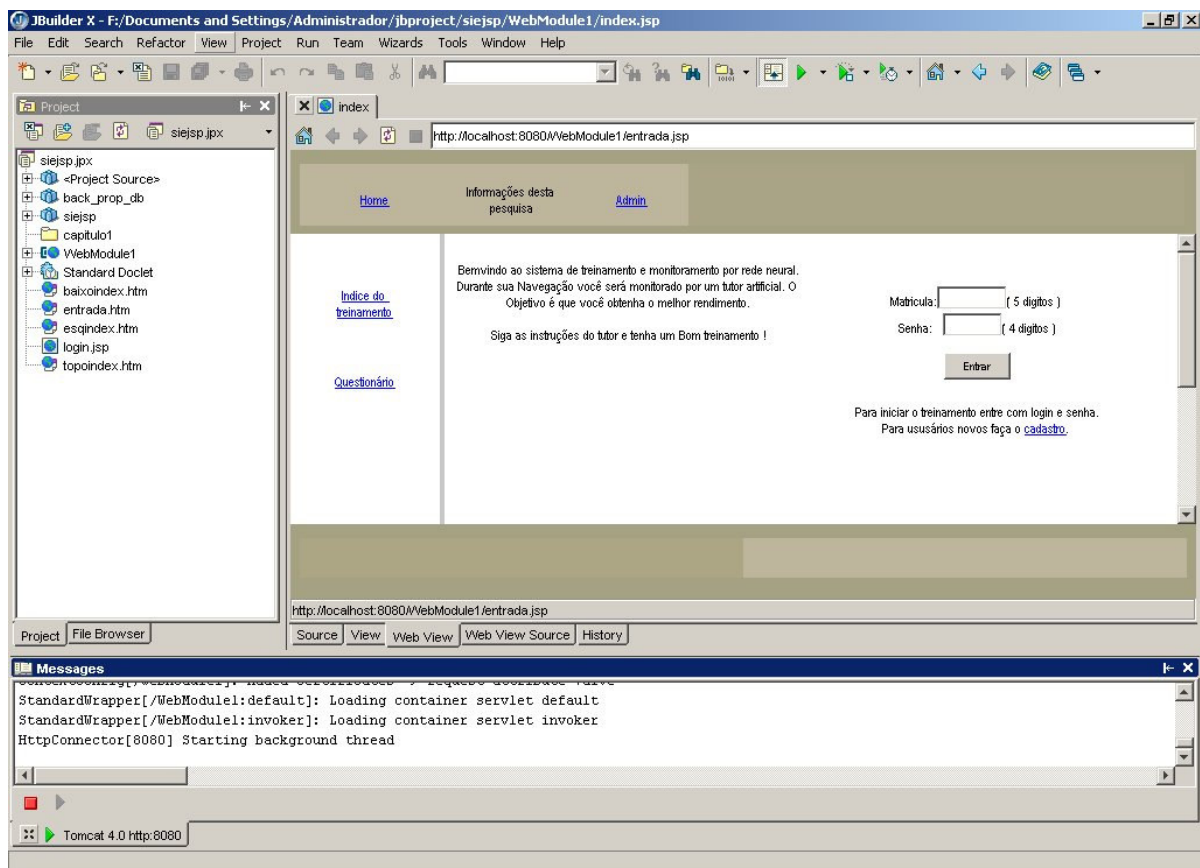 JBuilder X - F:/Documents and Settings/Administrador/jbproject/siejsp/WebModule1/index.jsp
File Edit Search Refactor View Project Run Team Wizards Tools Window Help
Project
siejsp.jpx
siejsp.jpx
<Project Source>
back_prop_db
siejsp
capitulo1
WebModule1
Standard Doclet
baixoindex.htm
entrada.htm
esqindex.htm
login.jsp
topoindex.htm
Project File Browser
index
http://localhost:8080/WebModule1/entrada.jsp
Home
Informações desta
pesquisa
Admin
Indice do
treinamento
Questionário
Bemvindo ao sistema de treinamento e monitoramento por rede neural.
Durante sua Navegação você será monitorado por um tutor artificial. O
Objetivo é que você obtenha o melhor rendimento.
Siga as instruções do tutor e tenha um Bom treinamento !
Matricula: ( 5 digitos )
Senha: ( 4 digitos )
Entrar
Para iniciar o treinamento entre com login e senha.
Para ususários novos faça o cadastro.
http://localhost:8080/WebModule1/entrada.jsp
Source View Web View Web View Source History
Messages
StandardWrapper[/WebModule1:default]: Loading container servlet default
StandardWrapper[/WebModule1:invoker]: Loading container servlet invoker
HttpConnector[8080] Starting background thread
Tomcat 4.0 http:8080